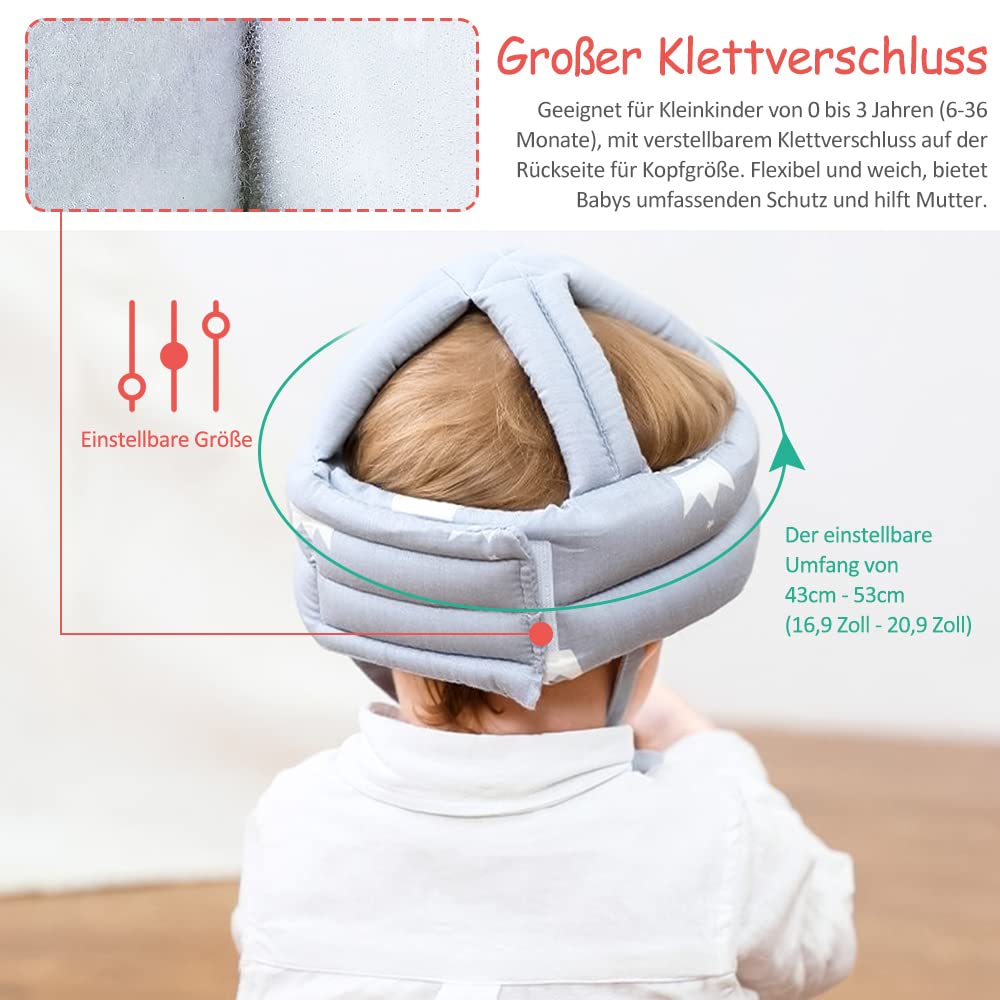 Großer Klettverschluss
Geeignet für Kleinkinder von 0 bis 3 Jahren (6-36
Monate), mit verstellbarem Klettverschluss auf der
Rückseite für Kopfgröße. Flexibel und weich, bietet
Babys umfassenden Schutz und hilft Mutter.
Einstellbare Größe
Der einstellbare
Umfang von
43cm - 53cm
(16,9 Zoll - 20,9 Zoll)